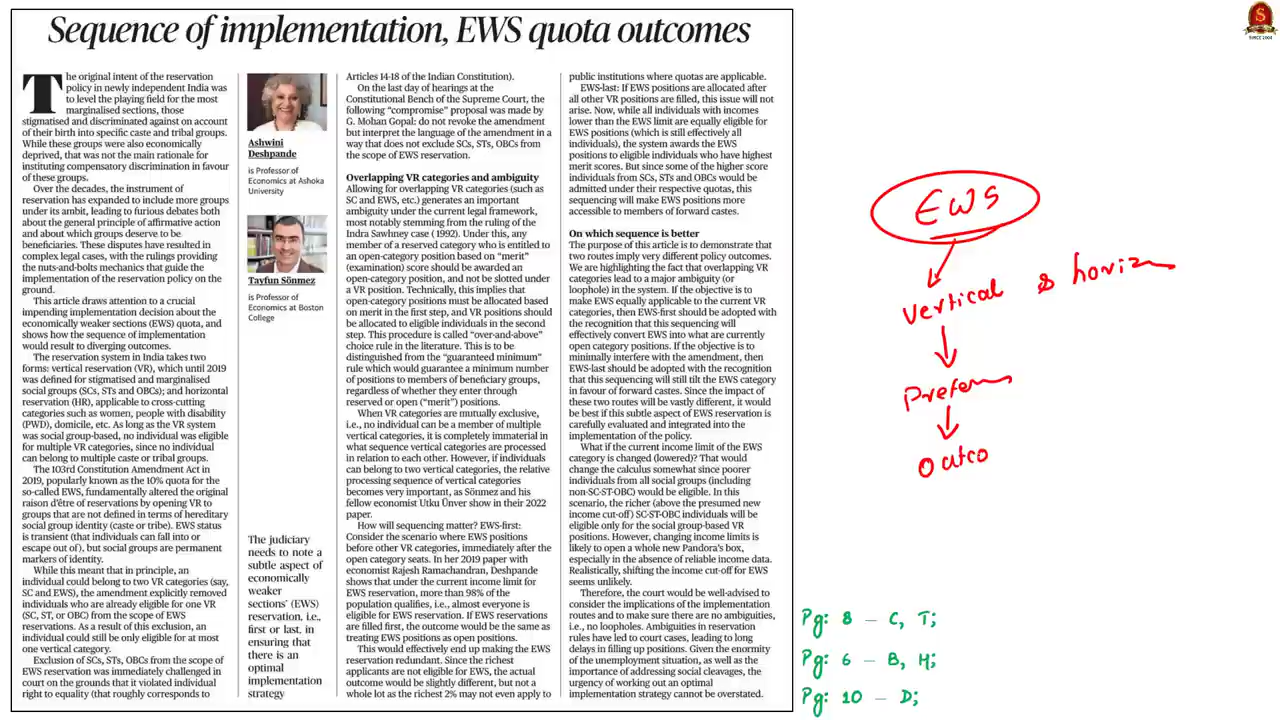 Sequence of implementation, EWS quota outcomes
The original intent of the reservation
policy in newly independent India was
to level the playing field for the most
marginalised sections, those
stigmatised and discriminated against on account
of their birth into specific caste and tribal groups.
While these groups were also economically
deprived, that was not the main rationale for
instituting compensatory discrimination in favour
of these groups.
Over the decades, the instrument of
reservation has expanded to include more groups
under its ambit, leading to furious debates both
about the general principle of affirmative action
and about which groups deserve to be
beneficiaries. These disputes have resulted in
complex legal cases, with the rulings providing
the nuts-and-bolts mechanics that guide the
implementation of the reservation policy on the
ground.
This article draws attention to a crucial
impending implementation decision about the
economically weaker sections (EWS) quota, and
shows how the sequence of implementation
would result to diverging outcomes.
The reservation system in India takes two
forms: vertical reservation (VR), which until 2019
was defined for stigmatised and marginalised
social groups (SCs, STs and OBCs); and horizontal
reservation (HR), applicable to cross-cutting
categories such as women, people with disability
(PWD), domicile, etc. As long as the VR system
was social group-based, no individual was eligible
for multiple VR categories, since no individual
can belong to multiple caste or tribal groups.
The 103rd Constitution Amendment Act in
2019, popularly known as the 10% quota for the
so-called EWS, fundamentally altered the original
raison d'être of reservations by opening VR to
groups that are not defined in terms of hereditary
social group identity (caste or tribe). EWS status
is transient (that individuals can fall into or
escape out of), but social groups are permanent
markers of identity.
While this meant that in principle, an
individual could belong to two VR categories (say,
SC and EWS), the amendment explicitly removed
individuals who are already eligible for one VR
(SC, ST, or OBC) from the scope of EWS
reservations. As a result of this exclusion, an
individual could still be only eligible for at most
one vertical category.
Exclusion of SCs, STs, OBCs from the scope of
EWS reservation was immediately challenged in
court on the grounds that it violated individual
right to equality (that roughly corresponds to
Ashwini
Deshpande
is Professor of
Economics at Ashoka
University
Tayfun Sönmez
is Professor of
Economics at Boston
College
The judiciary
needs to note a
subtle aspect of
economically
weaker
sections' (EWS)
reservation, i.e.,
first or last, in
ensuring that
there is an
optimal
implementation
strategy
Articles 14-18 of the Indian Constitution).
On the last day of hearings at the
Constitutional Bench of the Supreme Court, the
following "compromise" proposal was made by
G. Mohan Gopal: do not revoke the amendment
but interpret the language of the amendment in a
way that does not exclude SCs, STs, OBCs from
the scope of EWS reservation.
Overlapping VR categories and ambiguity
Allowing for overlapping VR categories (such as
SC and EWS, etc.) generates an important
ambiguity under the current legal framework,
most notably stemming from the ruling of the
Indra Sawhney case (1992). Under this, any
member of a reserved category who is entitled to
an open-category position based on "merit"
(examination) score should be awarded an
open-category position, and not be slotted under
a VR position. Technically, this implies that
open-category positions must be allocated based
on merit in the first step, and VR positions should
be allocated to eligible individuals in the second
step. This procedure is called "over-and-above"
choice rule in the literature. This is to be
distinguished from the "guaranteed minimum"
rule which would guarantee a minimum number
of positions to members of beneficiary groups,
regardless of whether they enter through
reserved or open ("merit") positions.
When VR categories are mutually exclusive,
i.e., no individual can be a member of multiple
vertical categories, it is completely immaterial in
what sequence vertical categories are processed
in relation to each other. However, if individuals
can belong to two vertical categories, the relative
processing sequence of vertical categories
becomes very important, as Sönmez and his
fellow economist Utku Ünver show in their 2022
paper.
How will sequencing matter? EWS-first:
Consider the scenario where EWS positions
before other VR categories, immediately after the
open category seats. In her 2019 paper with
economist Rajesh Ramachandran, Deshpande
shows that under the current income limit for
EWS reservation, more than 98% of the
population qualifies, i.e., almost everyone is
eligible for EWS reservation. If EWS reservations
are filled first, the outcome would be the same as
treating EWS positions as open positions.
This would effectively end up making the EWS
reservation redundant. Since the richest
applicants are not eligible for EWS, the actual
outcome would be slightly different, but not a
whole lot as the richest 2% may not even apply to
public institutions where quotas are applicable.
EWS-last: If EWS positions are allocated after
all other VR positions are filled, this issue will not
arise. Now, while all individuals with incomes
lower than the EWS limit are equally eligible for
EWS positions (which is still effectively all
individuals), the system awards the EWS
positions to eligible individuals who have highest
merit scores. But since some of the higher score
individuals from SCs, STs and OBCs would be
admitted under their respective quotas, this
sequencing will make EWS positions more
accessible to members of forward castes.
On which sequence is better
The purpose of this article is to demonstrate that
two routes imply very different policy outcomes.
We are highlighting the fact that overlapping VR
categories lead to a major ambiguity (or
loophole) in the system. If the objective is to
make EWS equally applicable to the current VR
categories, then EWS-first should be adopted with
the recognition that this sequencing will
effectively convert EWS into what are currently
open category positions. If the objective is to
minimally interfere with the amendment, then
EWS-last should be adopted with the recognition
that this sequencing will still tilt the EWS category
in favour of forward castes. Since the impact of
these two routes will be vastly different, it would
be best if this subtle aspect of EWS reservation is
carefully evaluated and integrated into the
implementation of the policy.
What if the current income limit of the EWS
category is changed (lowered)? That would
change the calculus somewhat since poorer
individuals from all social groups (including
non-SC-ST-OBC) would be eligible. In this
scenario, the richer (above the presumed new
income cut-off) SC-ST-OBC individuals will be
eligible only for the social group-based VR
positions. However, changing income limits is
likely to open a whole new Pandora's box,
especially in the absence of reliable income data.
Realistically, shifting the income cut-off for EWS
seems unlikely.
Therefore, the court would be well-advised to
consider the implications of the implementation
routes and to make sure there are no ambiguities,
i.e., no loopholes. Ambiguities in reservation
rules have led to court cases, leading to long
delays in filling up positions. Given the enormity
of the unemployment situation, as well as the
importance of addressing social cleavages, the
urgency of working out an optimal
implementation strategy cannot be overstated.
EWS
Vertical & horiz
Prefer
Outco
Pg: 8 – C, T;
Pg: 6 – B, H;
Pg: 10 – D;
S
SINCE 2004